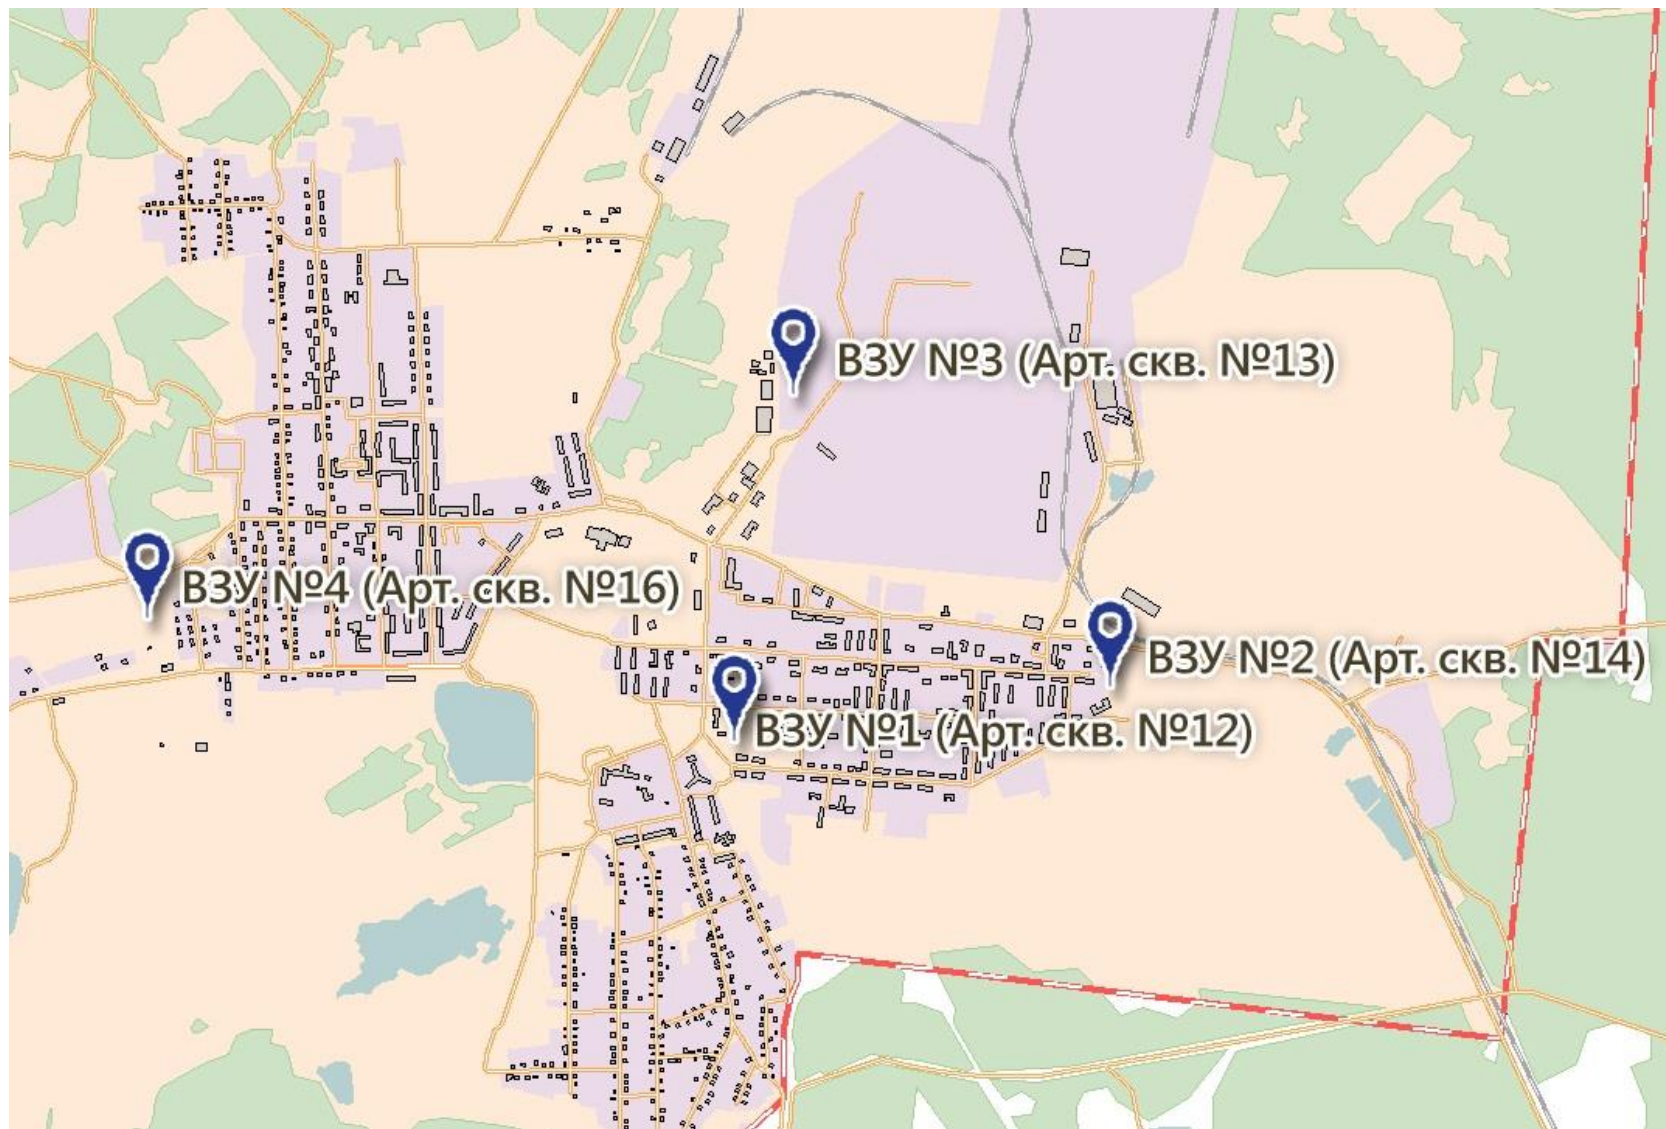 ВЗУ №3 (Арт. скв. №13)
ВЗУ №4 (Арт. скв. №16)
ВЗУ №2 (Арт. скв. №14)
ВЗУ №1 (Арт. скв. №12)